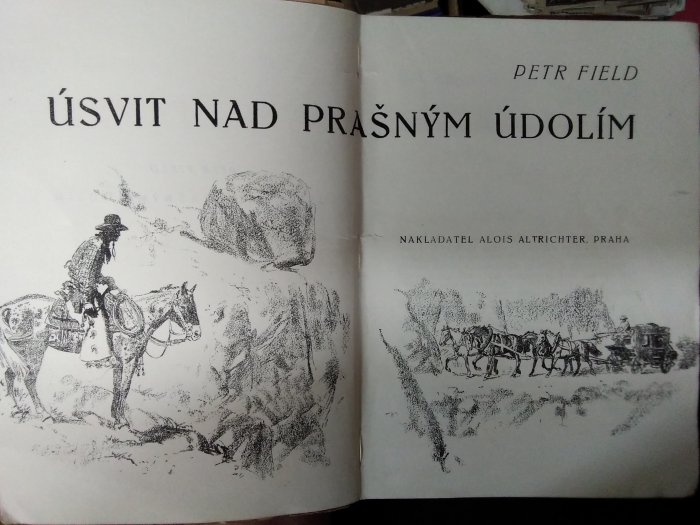 PETR FIELD
ÚSVIT NAD PRAŠNÝM ÚDOLÍM
NAKLADATEL ALOIS ALTRICHTER, PRAHA